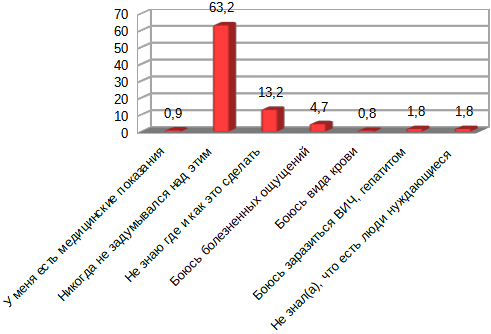 70
60
50
40
30
20
10
0
0,9
63,2
13,2
4,7
0,8
1,8
1,8
У меня есть медицинские показания
Никогда не задумывался над этим
Не знаю где и как это сделать
Боюсь болезненных ощущений
Боюсь вида крови
Боюсь заразиться ВИЧ, гепатитом
Не знал(а), что есть люди нуждающиеся